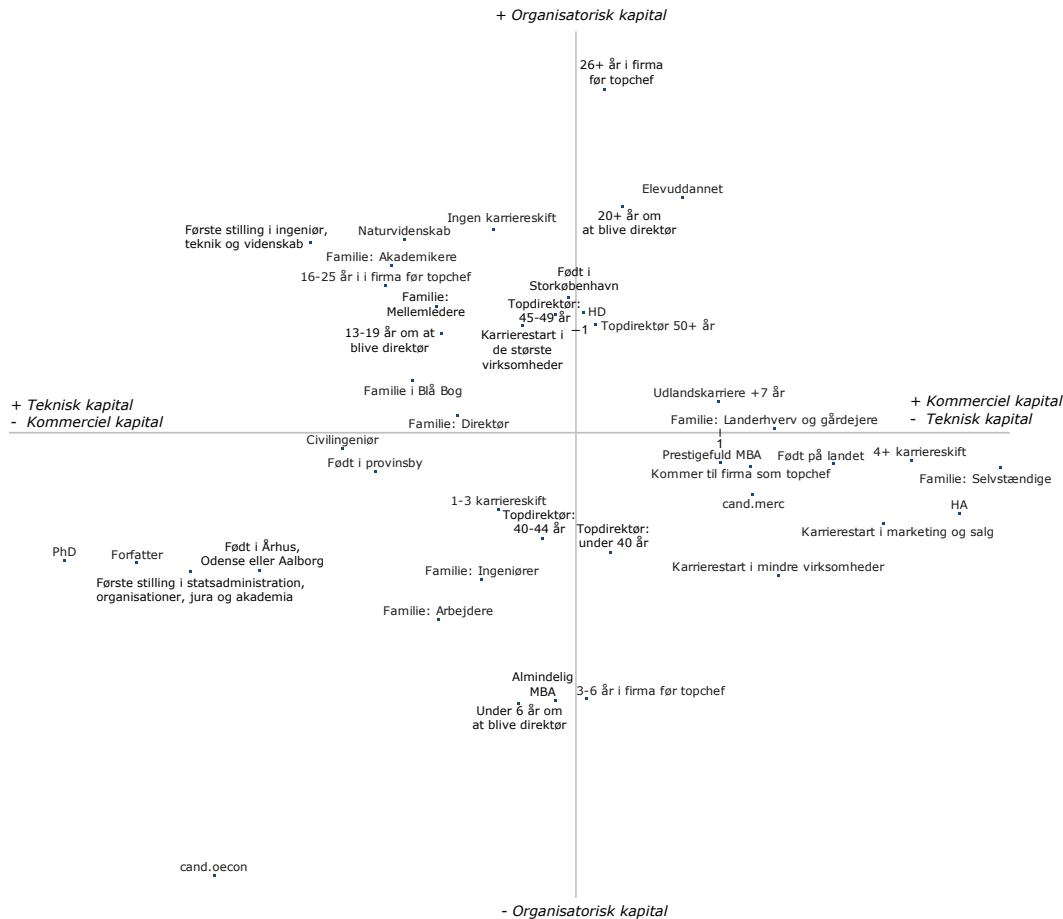 + Organisatorisk kapital
26+ år i firma
før topchef
Elevuddannet
20+ år om
at blive direktør
Ingen karriereskift
Naturvidenskab
Første stilling i ingeniør,
teknik og videnskab
Familie: Akademikere
16-25 år i i firma før topchef
Født i
Storkøbenhavn
Familie:
Mellemledere
Topdirektør:
45-49 år
HD
1
Topdirektør 50+ år
13-19 år om at
blive direktør
Karrierestart i
de største
virksomheder
Familie i Blå Bog
Udlandskarriere +7 år
+ Teknisk kapital
- Kommerciel kapital
+ Kommerciel kapital
- Teknisk kapital
Familie: Direktør
Familie: Landerhverv og gårdejere
1
Civilingeniør
Født i provinsby
Prestigefuld MBA
Født på landet
4+ karriereskift
Kommer til firma som topchef
Familie: Selvstændige
1-3 karriereskift
cand.merc
HA
Topdirektør:
40-44 år
Topdirektør:
under 40 år
Karrierestart i marketing og salg
PhD
Forfatter
Født i Århus,
Odense eller Aalborg
Karrierestart i mindre virksomheder
Familie: Ingeniører
Første stilling i statsadministration,
organisationer, jura og akademia
Familie: Arbejdere
Almindelig
MBA
3-6 år i firma før topchef
Under 6 år om
at blive direktør
cand.oecon
- Organisatorisk kapital